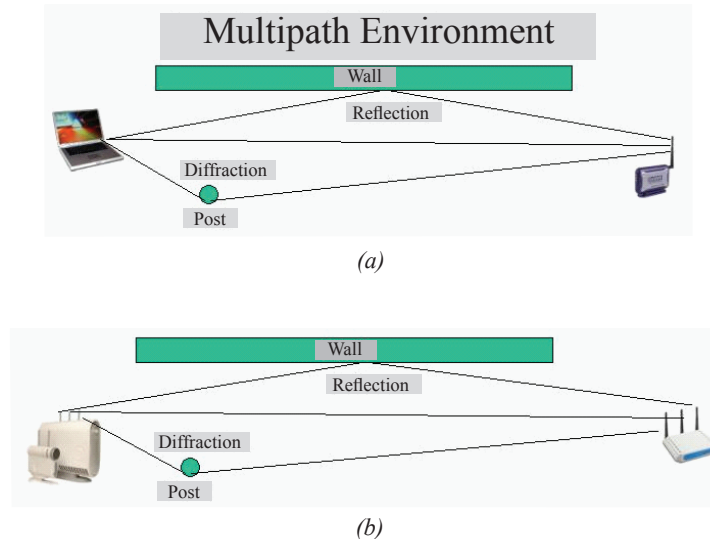 Multipath Environment
Wall
Reflection
Diffraction
Post
(a)
Wall
Reflection
Diffraction
Post
(b)